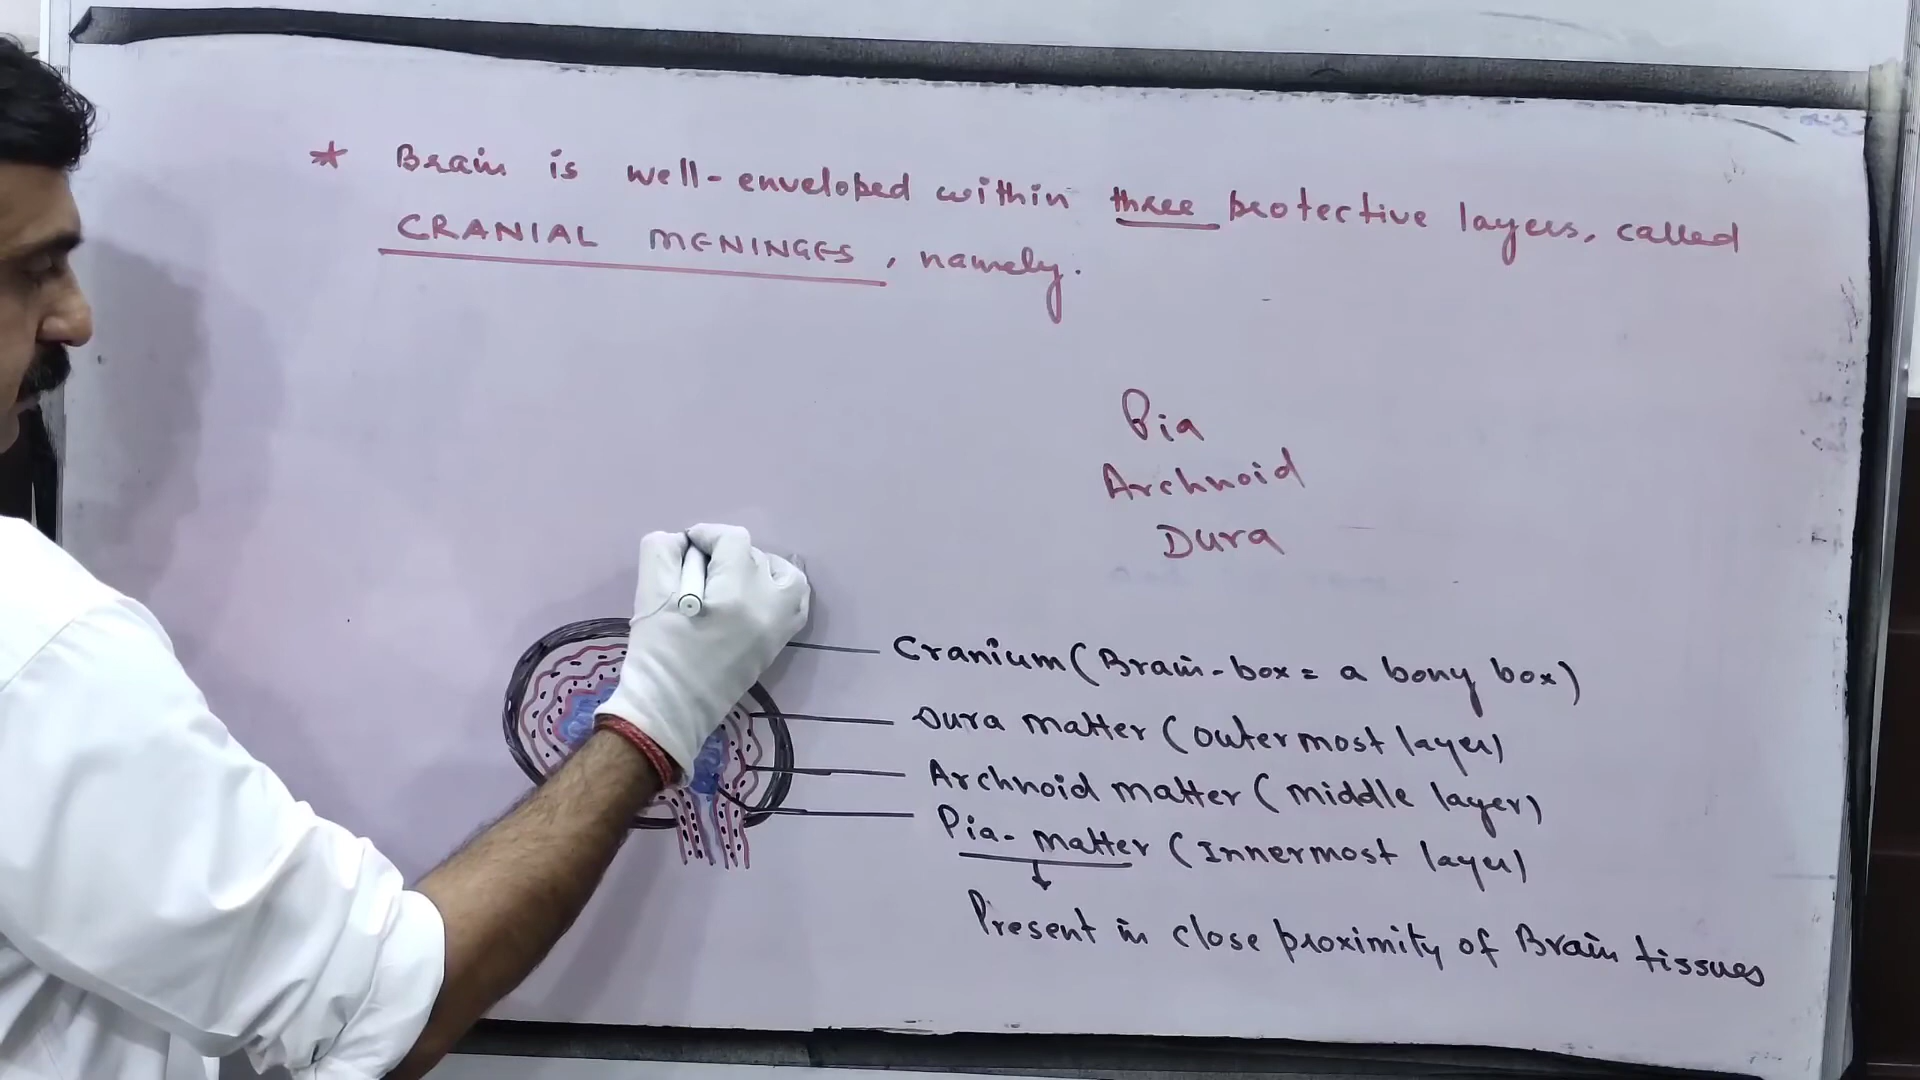 * Brain is well-enveloped within three protective layers, called
CRANIAL MENINGES, namely.
Pia
Archnoid
Dura
Cranium (Brain-box = a bony box)
Dura matter (outermost layer)
Archnoid matter (middle layer)
Pia-matter (Innermost layer)
Present in close proximity of Brain tissues